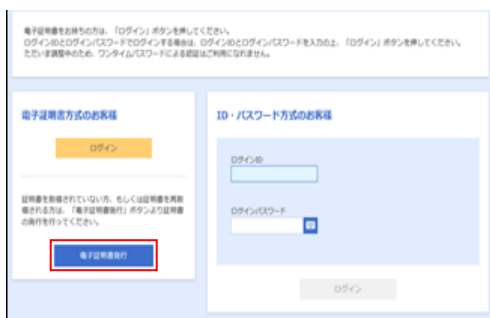 電子証明書をお持ちの方は、「ログイン」ボタンを押してください。
ログインIDとログインパスワードでログインする場合は、ログインIDとログインパスワードを入力の上、「ログイン」ボタンを押してください。
ただいま調整中のため、ワンタイムパスワードによる認証はご利用になれません。
電子証明書方式のお客様
ログイン
証明書を取得されていない方、もしくは証明書を再取
得される方は、「電子証明書発行」ボタンより証明書
の発行を行ってください。
電子証明書発行
ID・パスワード方式のお客様
ログインID
ログインパスワード
ログイン